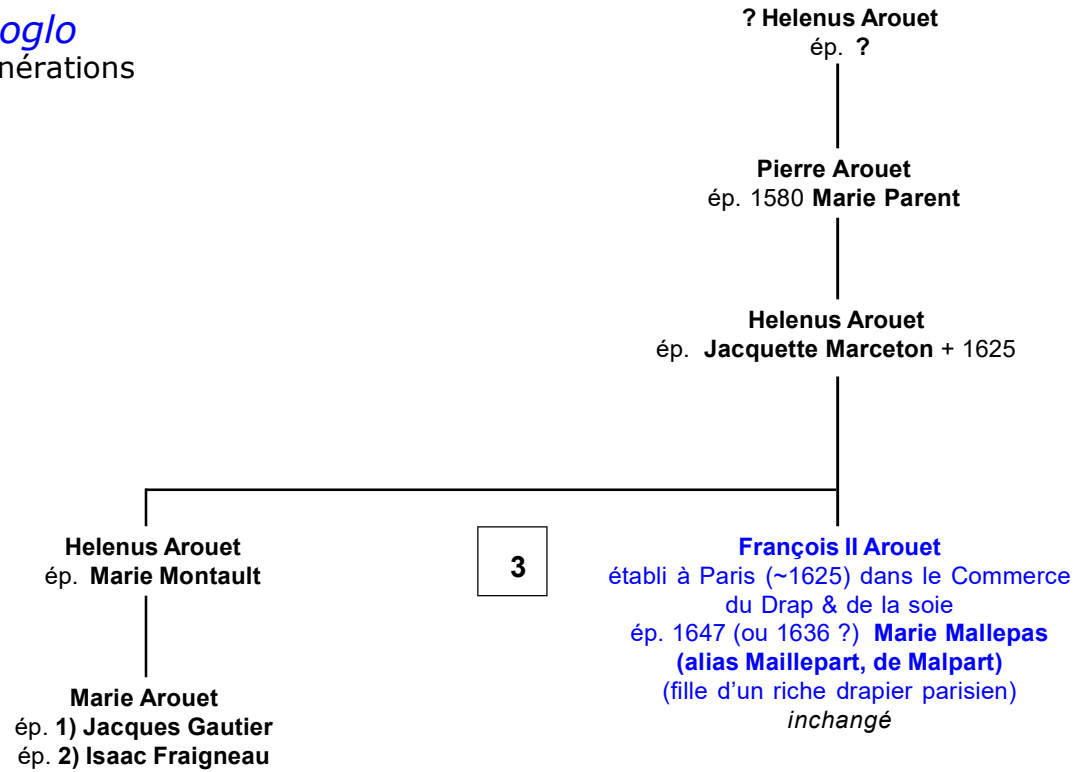 oglo
nérations
? Helenus Arouet
ép. ?
Pierre Arouet
ép. 1580 Marie Parent
Helenus Arouet
ép. Jacquette Marceton + 1625
Helenus Arouet
ép. Marie Montault
Marie Arouet
ép. 1) Jacques Gautier
ép. 2) Isaac Fraigneau
3
François II Arouet
établi à Paris (~1625) dans le Commerce
du Drap & de la soie
ép. 1647 (ou 1636 ?) Marie Mallepas
(alias Maillepart, de Malpart)
(fille d'un riche drapier parisien)
inchangé